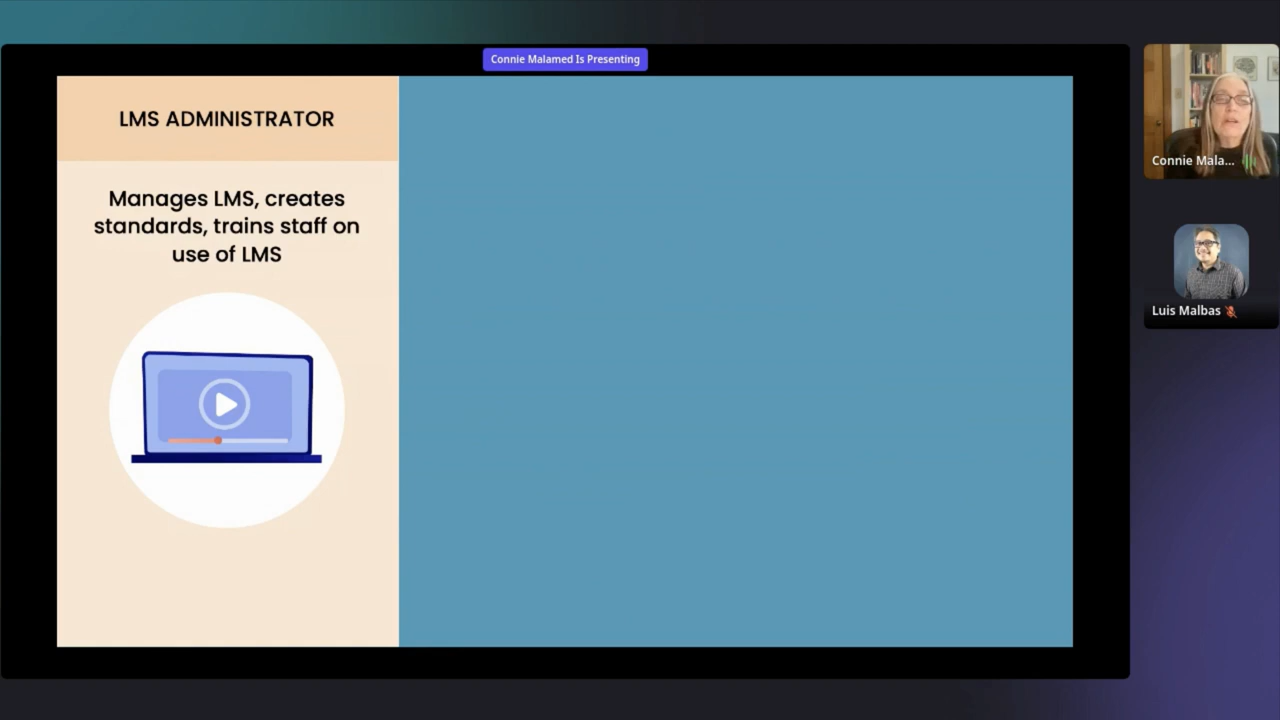 Connie Malamed Is Presenting
LMS ADMINISTRATOR
Manages LMS, creates
standards, trains staff on
use of LMS
Connie Mala...
Luis Malbas